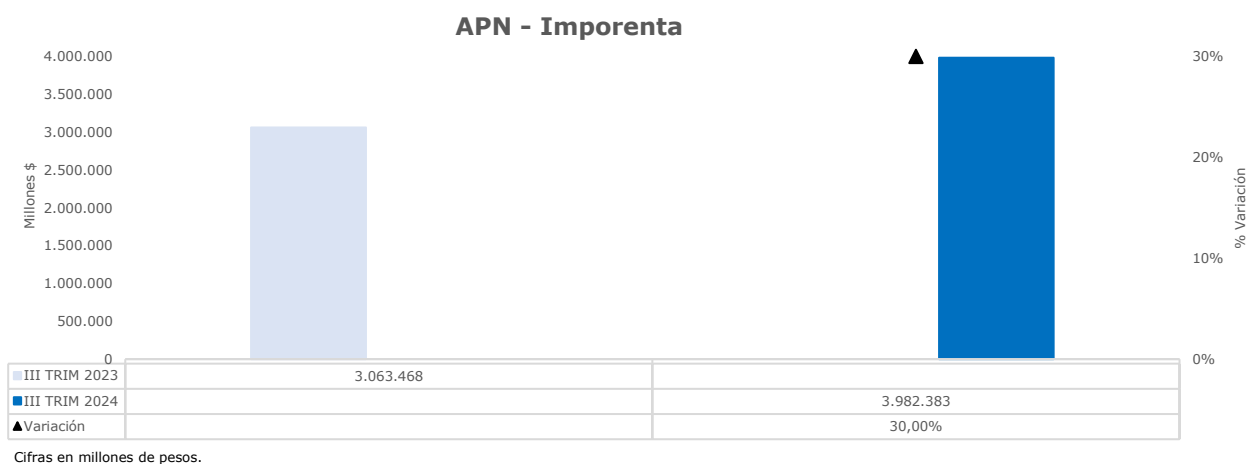 APN - Imporenta
4.000.000
3.500.000
3.000.000
2.500.000
2.000.000
1.500.000
1.000.000
500.000
0
Millones $
30%
20%
10%
0%
% Variación
III TRIM 2023 3.063.468
III TRIM 2024 3.982.383
Variación 30,00%
Cifras en millones de pesos.